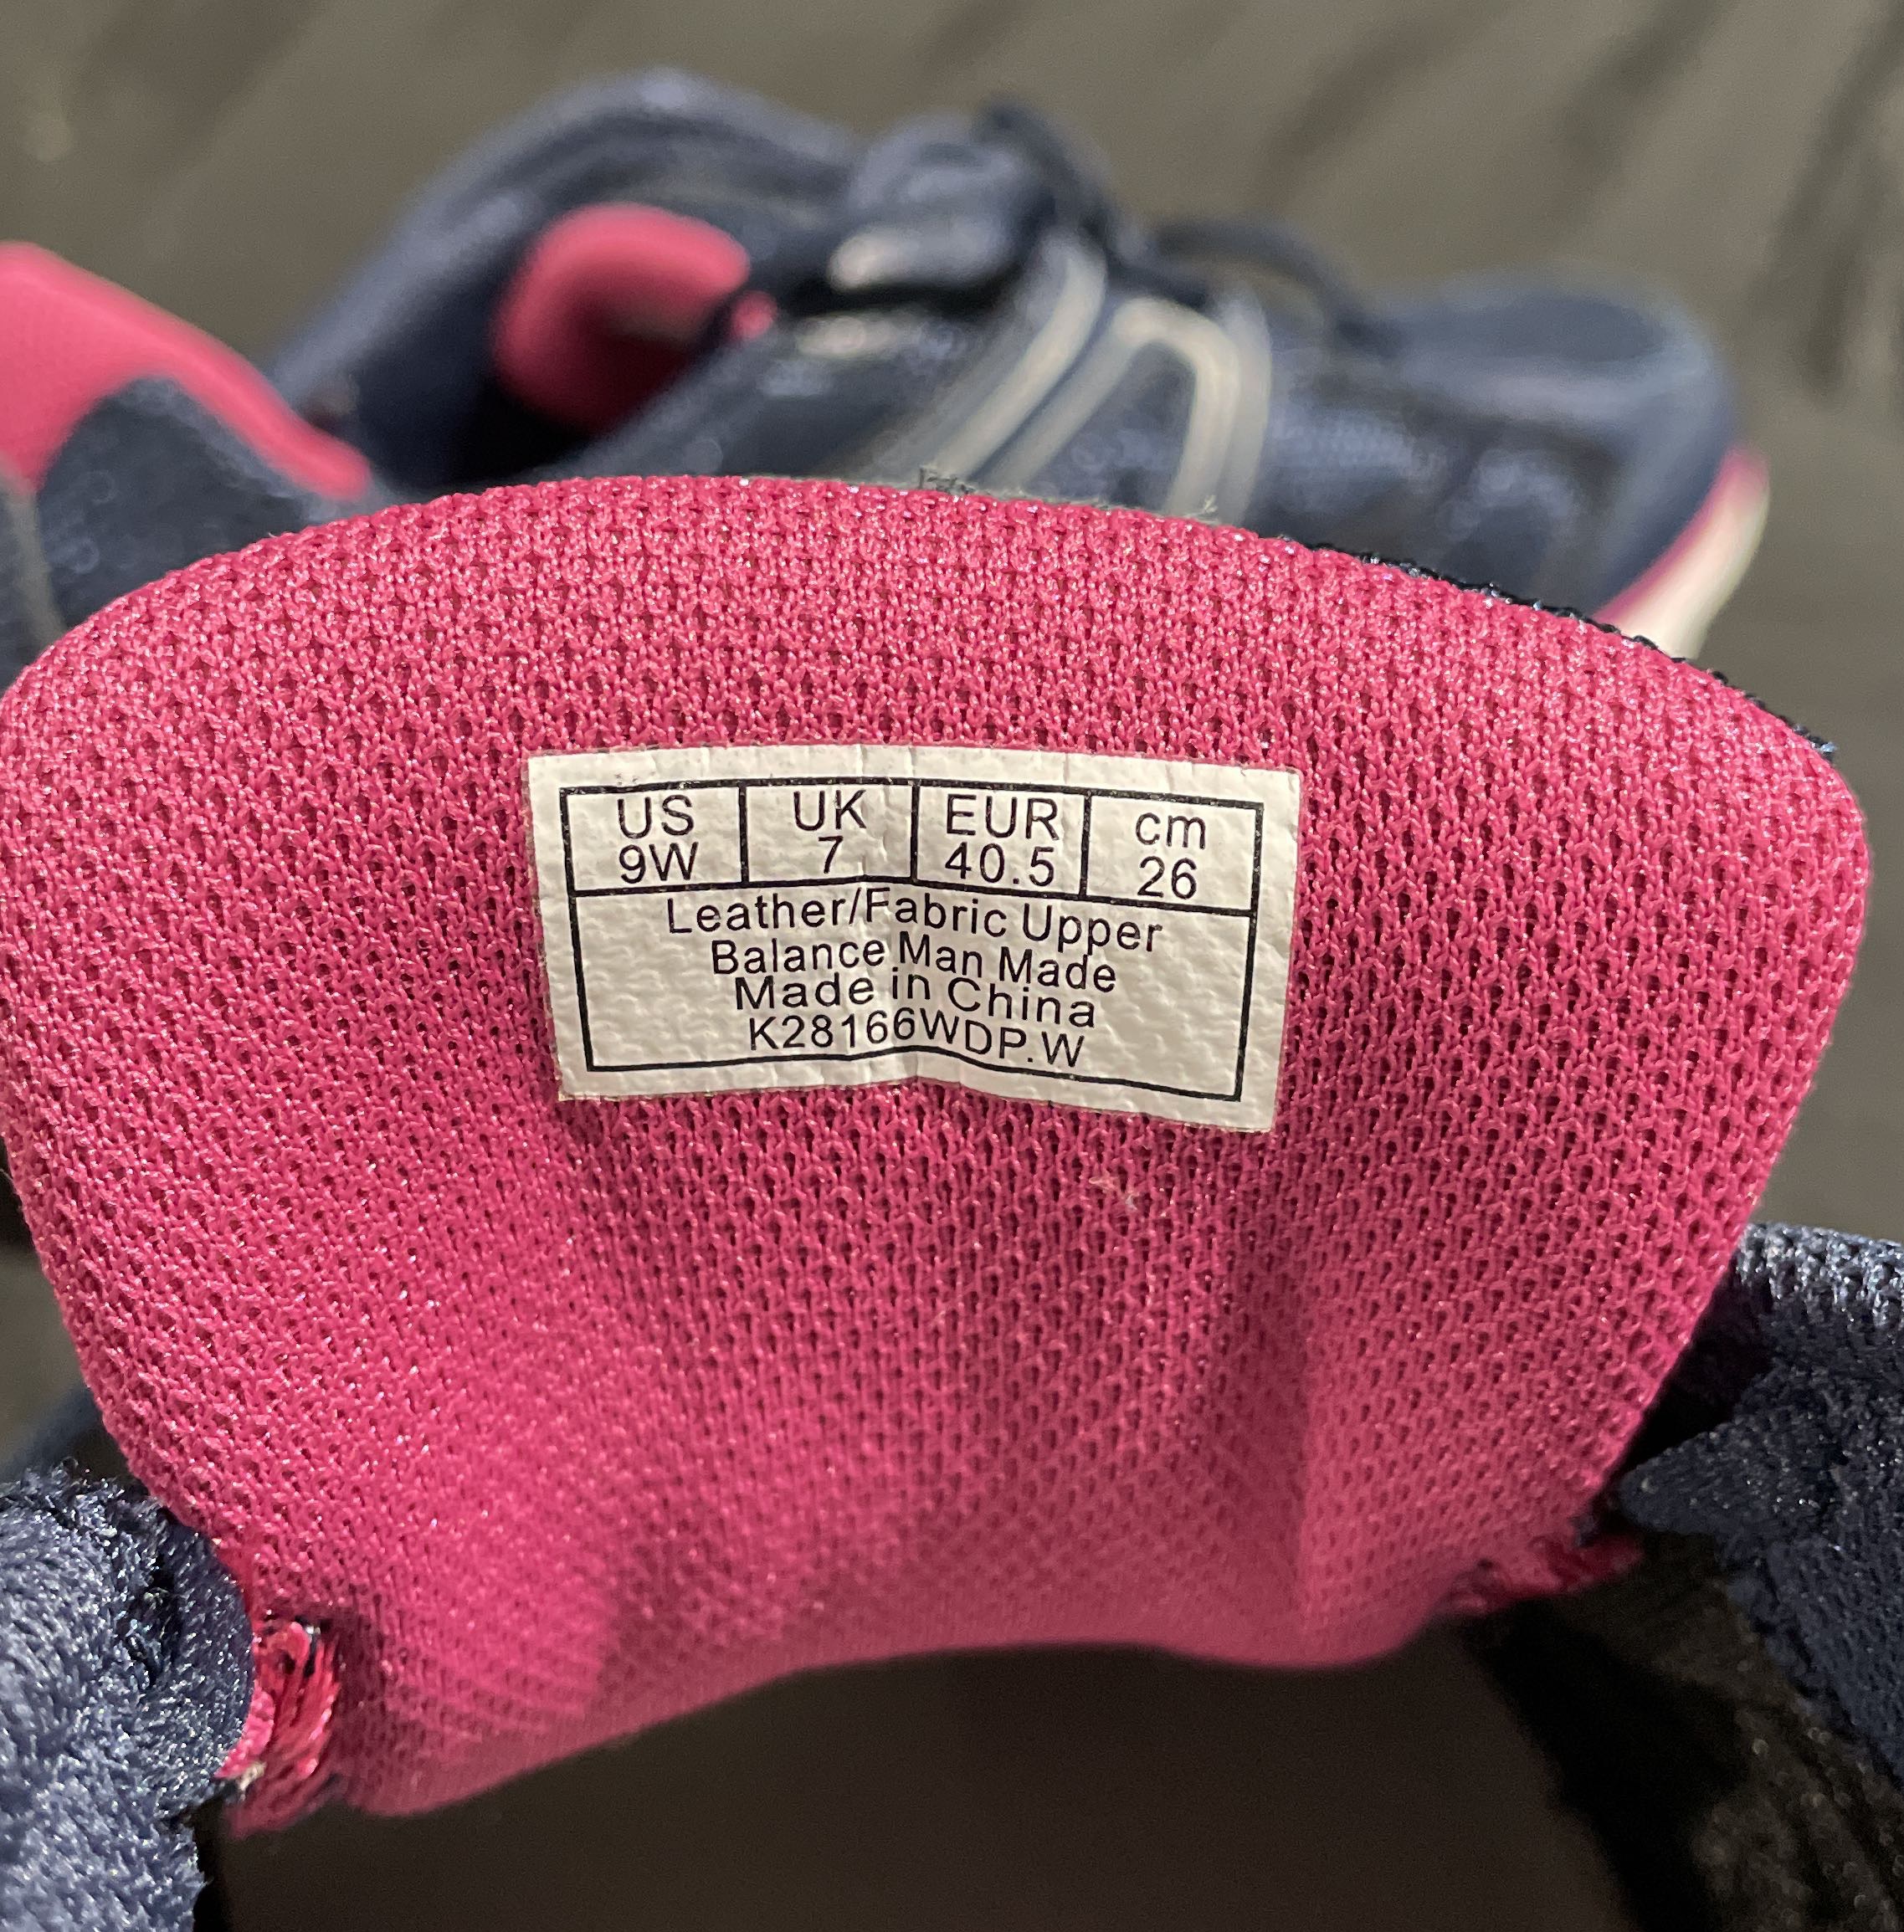 US UK EUR cm
9W 7 40.5 26
Leather/Fabric Upper
Balance Man Made
Made in China
K28166WDP.W